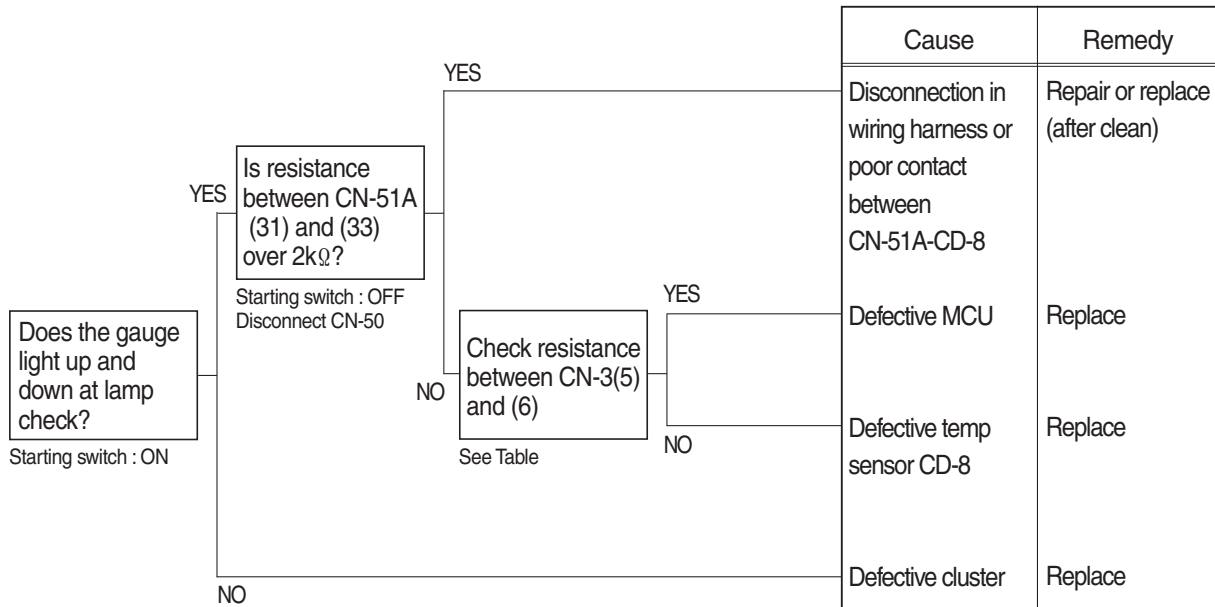 Cause
Remedy
YES
Disconnection in
wiring harness or
poor contact
between
CN-51A-CD-8
Repair or replace
(after clean)
YES
Is resistance
between CN-51A
(31) and (33)
over 2kΩ?
Starting switch : OFF
Disconnect CN-50
YES
Defective MCU
Replace
Does the gauge
light up and
down at lamp
check?
Starting switch : ON
NO
Check resistance
between CN-3(5)
and (6)
See Table
NO
Defective temp
sensor CD-8
Replace
NO
Defective cluster
Replace